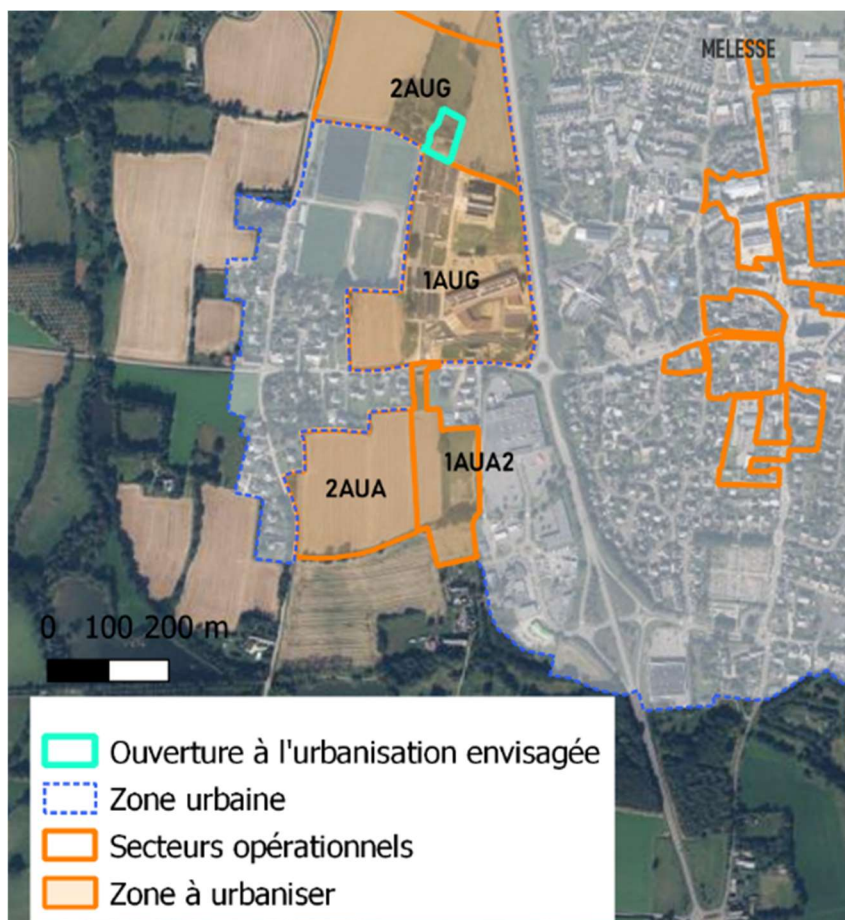 MELESSE
2AUG
1AUG
1AUA2
2AUA
0 100 200 m
Ouverture à l'urbanisation envisagée
Zone urbaine
Secteurs opérationnels
Zone à urbaniser